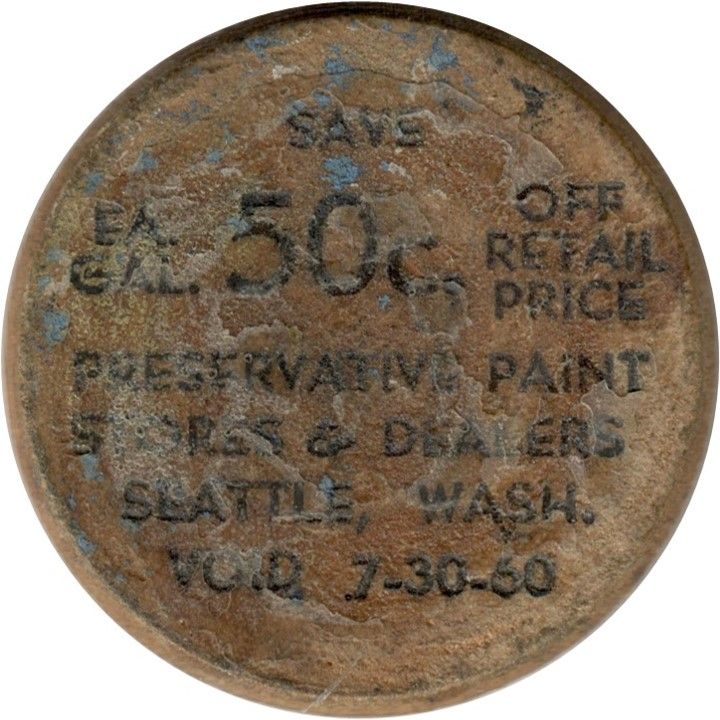 SAVE
EA. GAL. 50c. OFF RETAIL PRICE
PRESERVATIVE PAINT
STORES & DEALERS
SEATTLE, WASH.
VOID 7-30-60